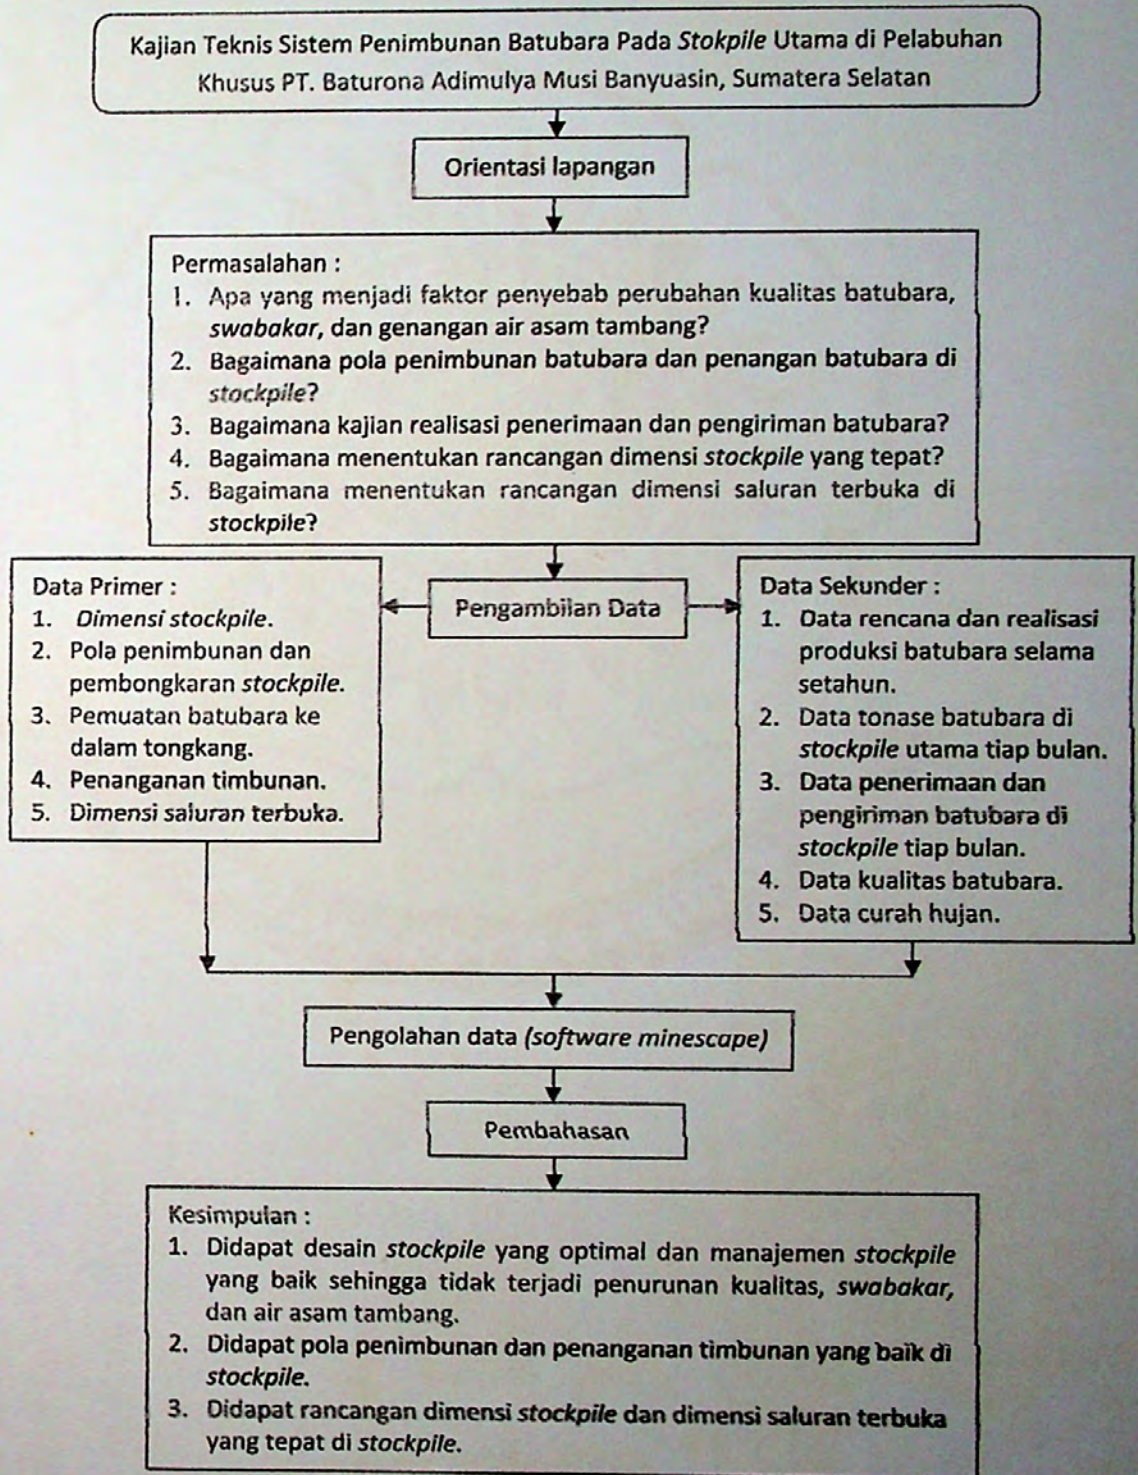 Kajian Teknis Sistem Penimbunan Batubara Pada Stokpile Utama di Pelabuhan
Khusus PT. Baturona Adimulya Musi Banyuasin, Sumatera Selatan
Orientasi lapangan
Permasalahan :
1. Apa yang menjadi faktor penyebab perubahan kualitas batubara,
swabakar, dan genangan air asam tambang?
2. Bagaimana pola penimbunan batubara dan penangan batubara di
stockpile?
3. Bagaimana kajian realisasi penerimaan dan pengiriman batubara?
4. Bagaimana menentukan rancangan dimensi stockpile yang tepat?
5. Bagaimana menentukan rancangan dimensi saluran terbuka di
stockpile?
Pengambilan Data
Data Primer :
1. Dimensi stockpile.
2. Pola penimbunan dan
pembongkaran stockpile.
3. Pemuatan batubara ke
dalam tongkang.
4. Penanganan timbunan.
5. Dimensi saluran terbuka.
Data Sekunder :
1. Data rencana dan realisasi
produksi batubara selama
setahun.
2. Data tonase batubara di
stockpile utama tiap bulan.
3. Data penerimaan dan
pengiriman batubara di
stockpile tiap bulan.
4. Data kualitas batubara.
5. Data curah hujan.
Pengolahan data (software minescape)
Pembahasan
Kesimpulan :
1. Didapat desain stockpile yang optimal dan manajemen stockpile
yang baik sehingga tidak terjadi penurunan kualitas, swabakar,
dan air asam tambang.
2. Didapat pola penimbunan dan penanganan timbunan yang baik di
stockpile.
3. Didapat rancangan dimensi stockpile dan dimensi saluran terbuka
yang tepat di stockpile.